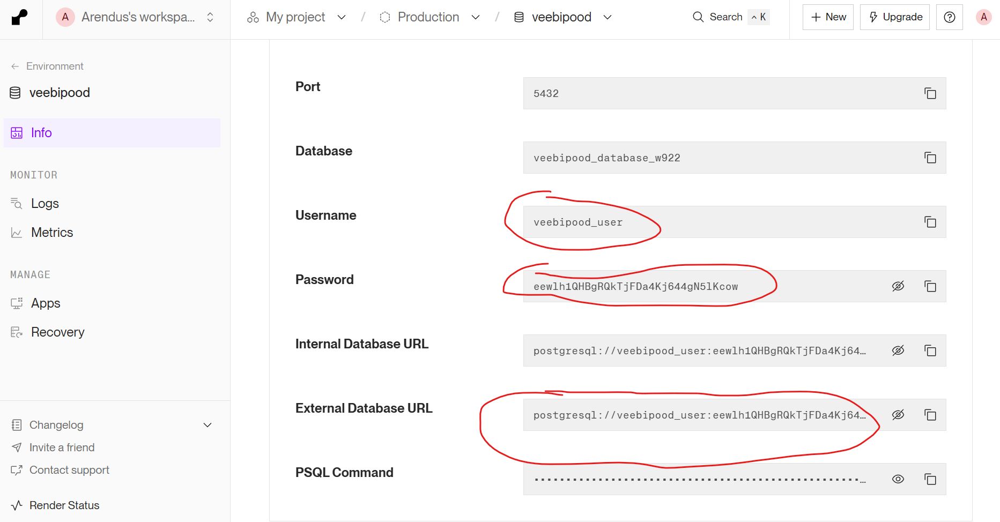 A Arendus's workspa... My project / Production / veebipood Search ^ K + New Upgrade A
Environment
veebipood
Info
MONITOR
Logs
Metrics
MANAGE
Apps
Recovery
Changelog
Invite a friend
Contact support
Render Status
Port
5432
Database
veebipood_database_w922
Username
veebipood_user
Password
eewlh1QHBgRQkTjFDa4Kj644gN5lKcow
Internal Database URL
postgresql://veebipood_user:eewlh1QHBgRQkTjFDa4Kj64…
External Database URL
postgresql://veebipood_user:eewlh1QHBgRQkTjFDa4Kj64…
PSQL Command